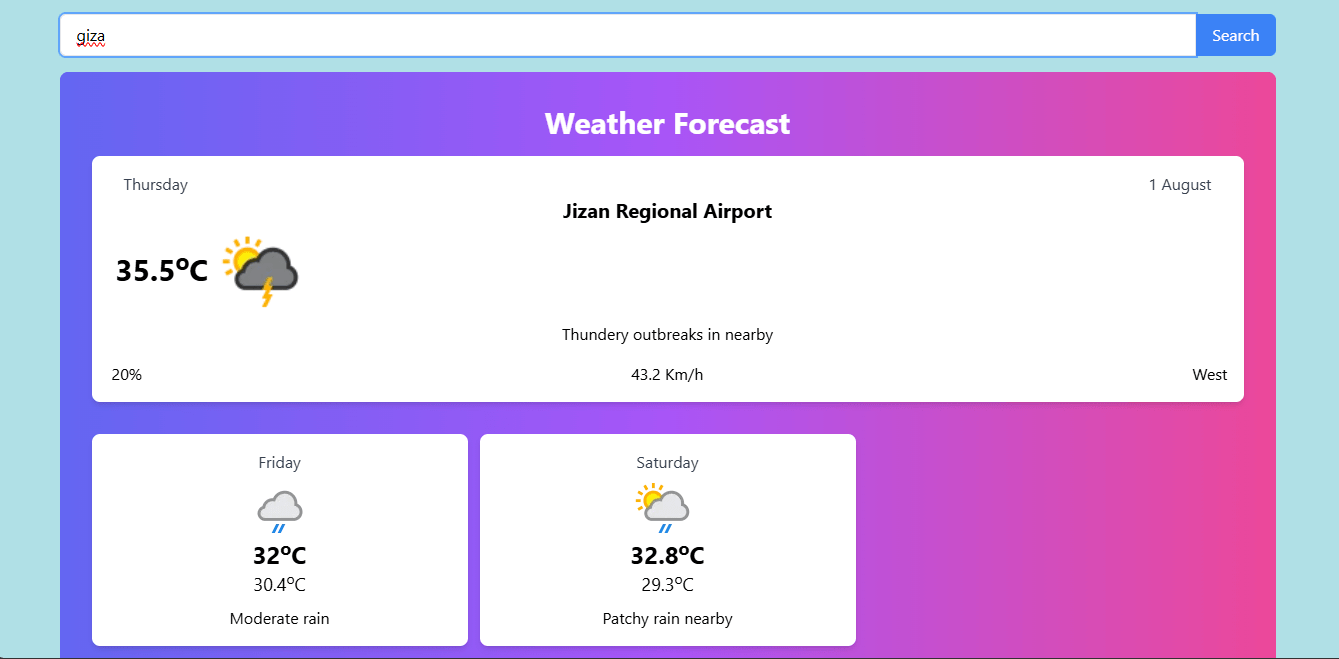 giza
Search
Weather Forecast
Thursday
1 August
Jizan Regional Airport
35.5°C
Thundery outbreaks in nearby
20%
43.2 Km/h
West
Friday
32°C
30.4°C
Moderate rain
Saturday
32.8°C
29.3°C
Patchy rain nearby